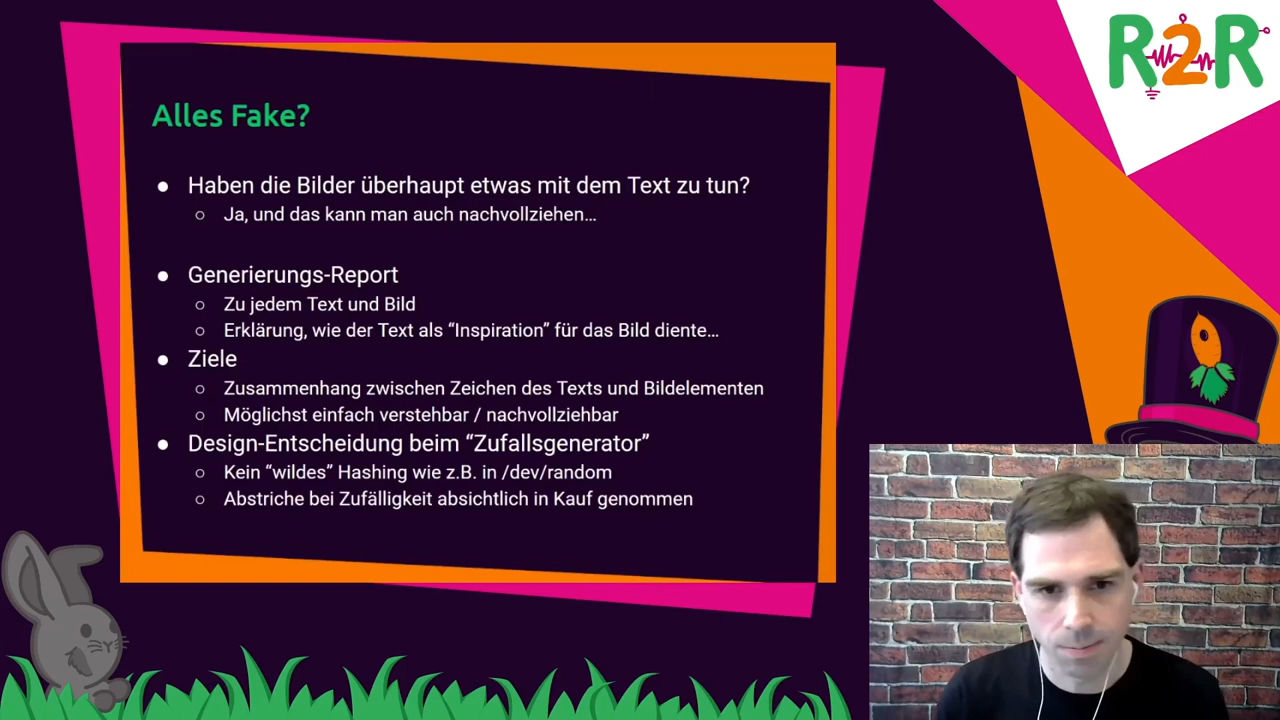 R2R
Alles Fake?
● Haben die Bilder überhaupt etwas mit dem Text zu tun?
○ Ja, und das kann man auch nachvollziehen…
● Generierungs-Report
○ Zu jedem Text und Bild
○ Erklärung, wie der Text als “Inspiration” für das Bild diente…
● Ziele
○ Zusammenhang zwischen Zeichen des Texts und Bildelementen
○ Möglichst einfach verstehbar / nachvollziehbar
● Design-Entscheidung beim “Zufallsgenerator”
○ Kein “wildes” Hashing wie z.B. in /dev/random
○ Abstriche bei Zufälligkeit absichtlich in Kauf genommen